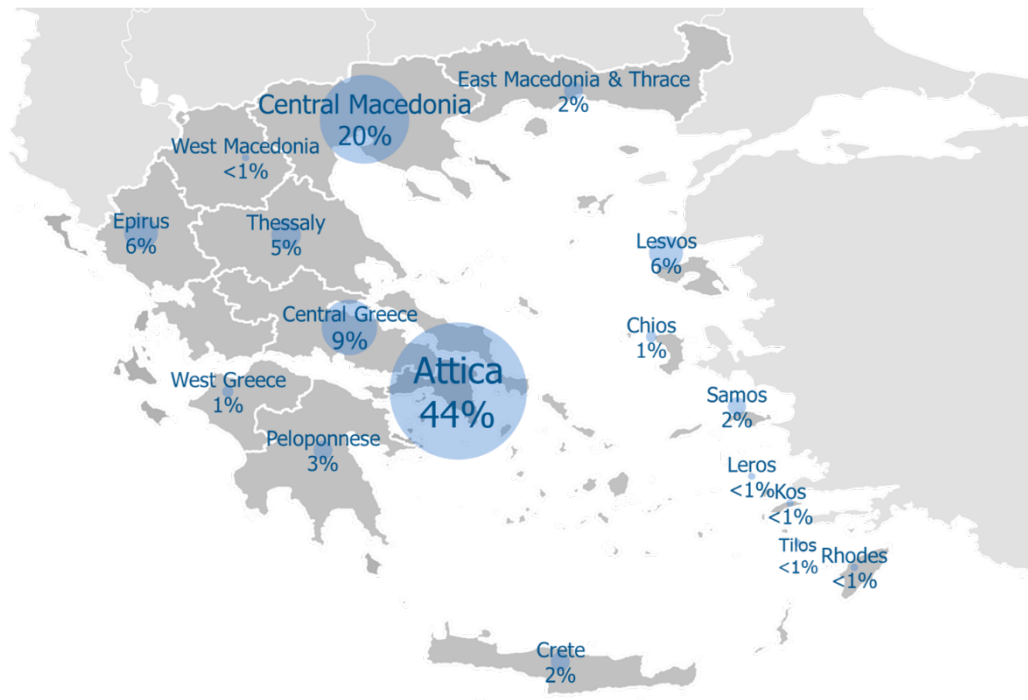 East Macedonia & Thrace
2%
Central Macedonia
20%
West Macedonia
<1%
Epirus
6%
Thessaly
5%
Lesvos
6%
Central Greece
9%
Chios
1%
Attica
44%
West Greece
1%
Samos
2%
Peloponnese
3%
Leros
<1%
Kos
<1%
Tilos
<1%
Rhodes
<1%
Crete
2%